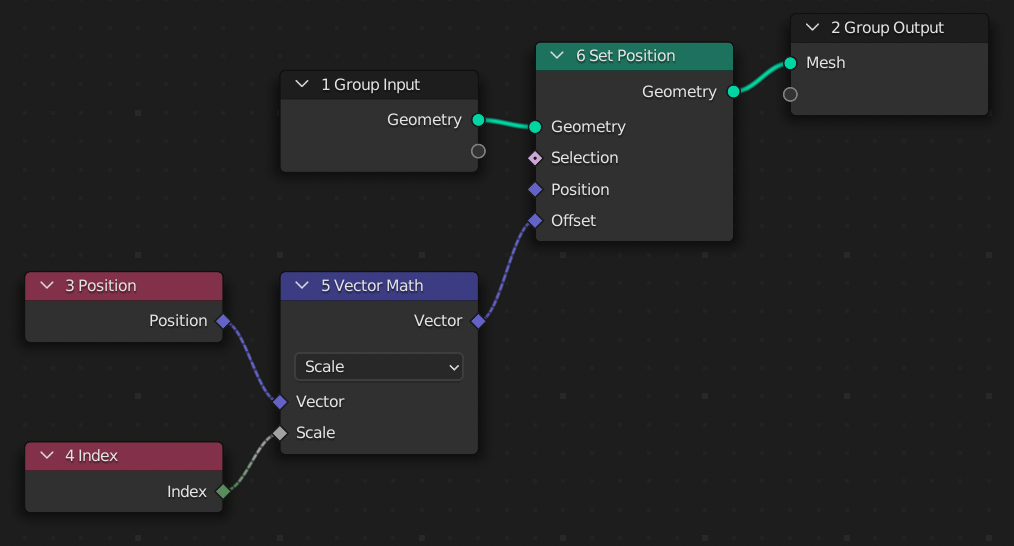 1 Group Input
Geometry
6 Set Position
Geometry
Geometry
Selection
Position
Offset
2 Group Output
Mesh
3 Position
Position
4 Index
Index
5 Vector Math
Vector
Scale
Vector
Scale